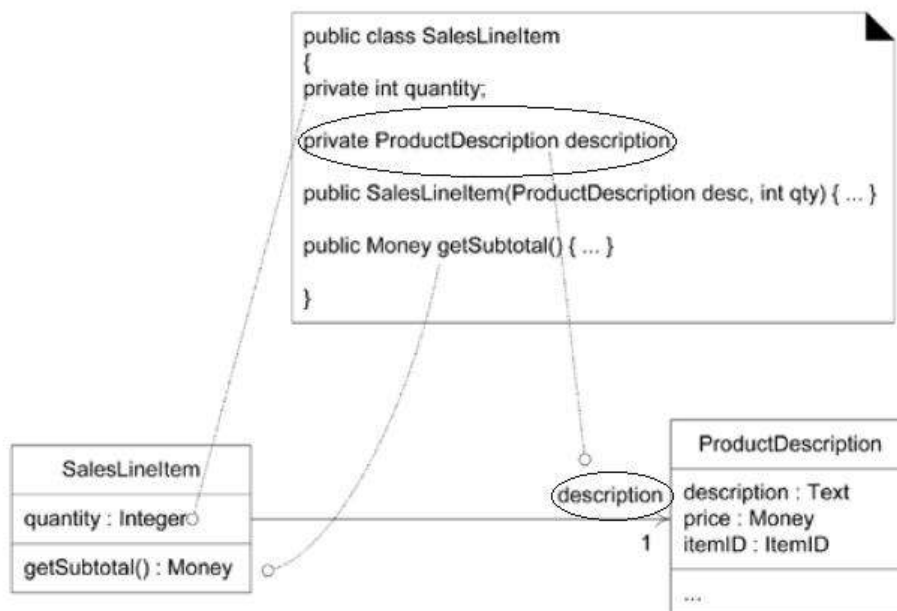 public class SalesLineItem
{
private int quantity;
private ProductDescription description
public SalesLineItem(ProductDescription desc, int qty) { ... }
public Money getSubtotal() { ... }
}
SalesLineItem
quantity : Integer
getSubtotal() : Money
description
1
ProductDescription
description : Text
price : Money
itemID : ItemID
...